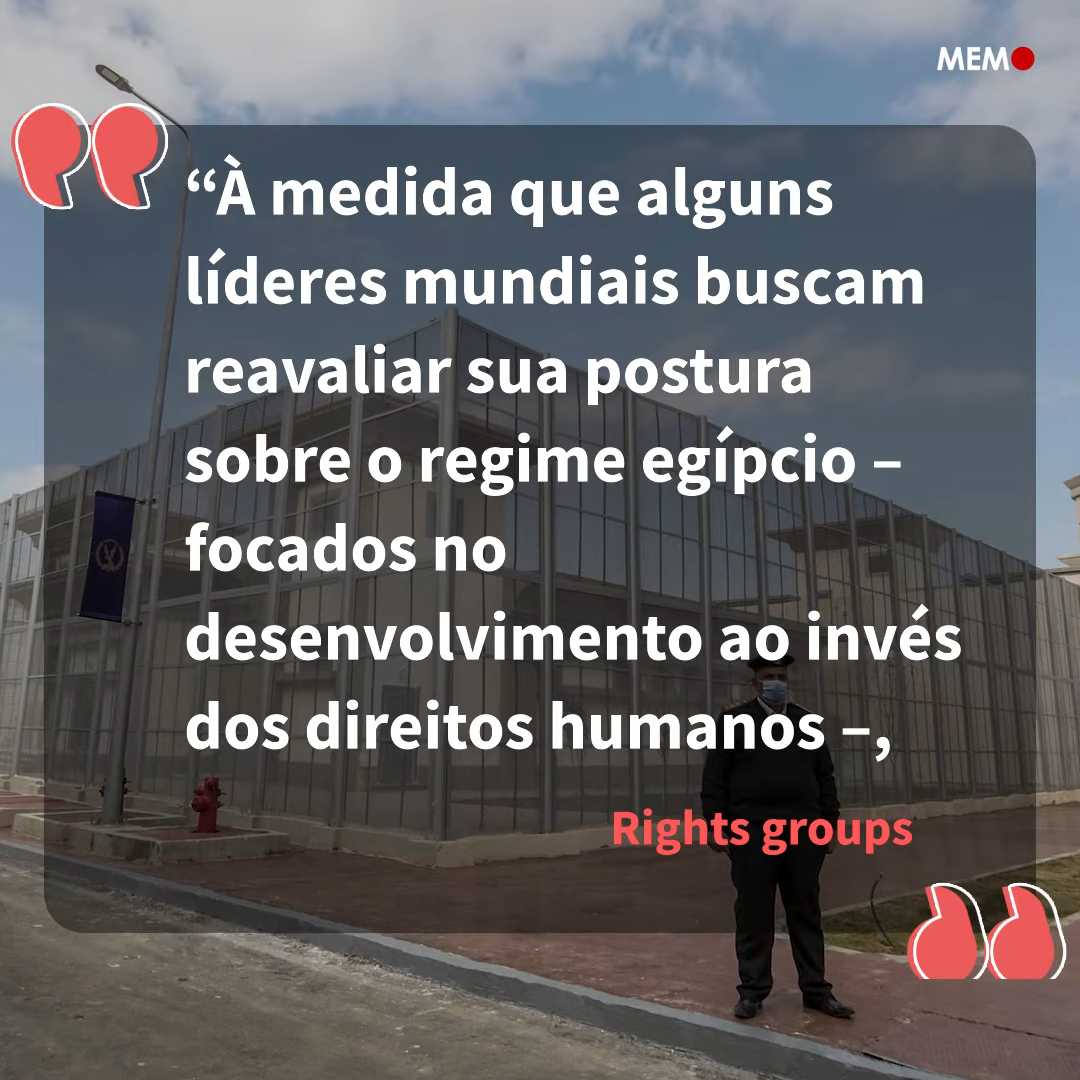 MEM
“À medida que alguns
líderes mundiais buscam
reavaliar sua postura
sobre o regime egípcio –
focados no
desenvolvimento ao invés
dos direitos humanos –,
Rights groups